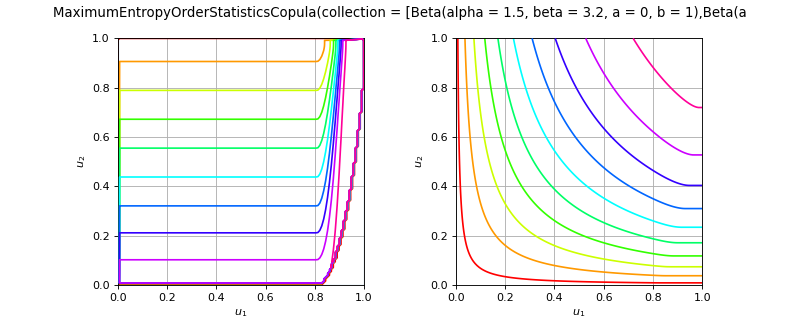 MaximumEntropyOrderStatisticsCopula(collection = [Beta(alpha = 1.5, beta = 3.2, a = 0, b = 1),Beta(a
1.0 1.0
0.8 0.8
0.6 0.6
u2 u2
0.4 0.4
0.2 0.2
0.0 0.0
0.0 0.2 0.4 0.6 0.8 1.0 0.0 0.2 0.4 0.6 0.8 1.0
u1 u1